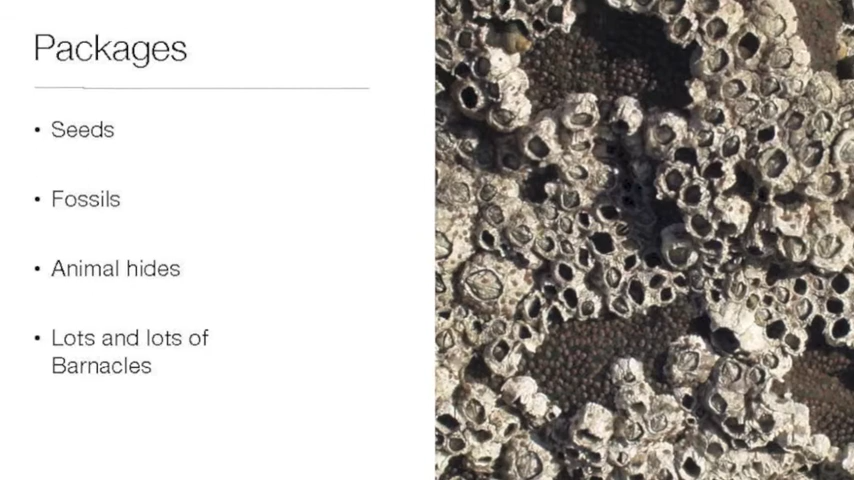 Packages
• Seeds
• Fossils
• Animal hides
• Lots and lots of
Barnacles